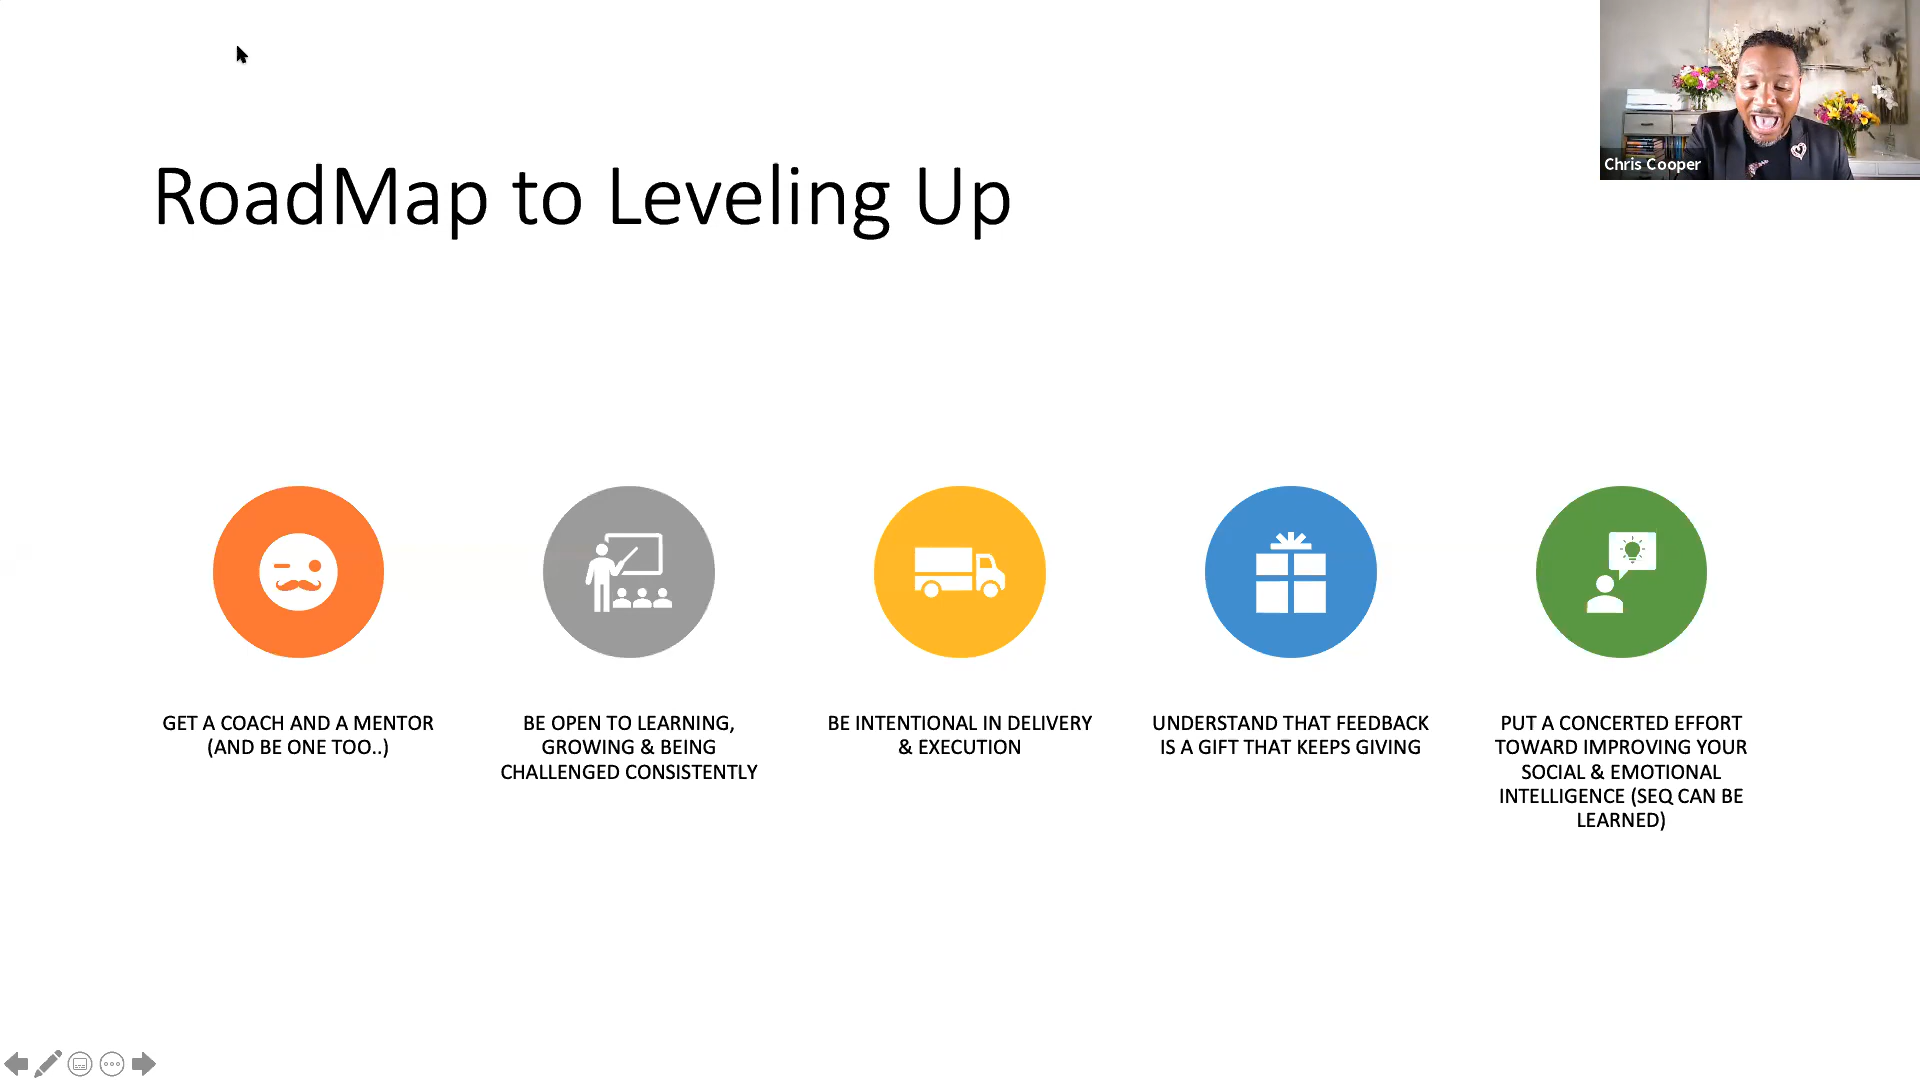 Chris Cooper
RoadMap to Leveling Up
GET A COACH AND A MENTOR
(AND BE ONE TOO..)
BE OPEN TO LEARNING,
GROWING & BEING
CHALLENGED CONSISTENTLY
BE INTENTIONAL IN DELIVERY
& EXECUTION
UNDERSTAND THAT FEEDBACK
IS A GIFT THAT KEEPS GIVING
PUT A CONCERTED EFFORT
TOWARD IMPROVING YOUR
SOCIAL & EMOTIONAL
INTELLIGENCE (SEQ CAN BE
LEARNED)